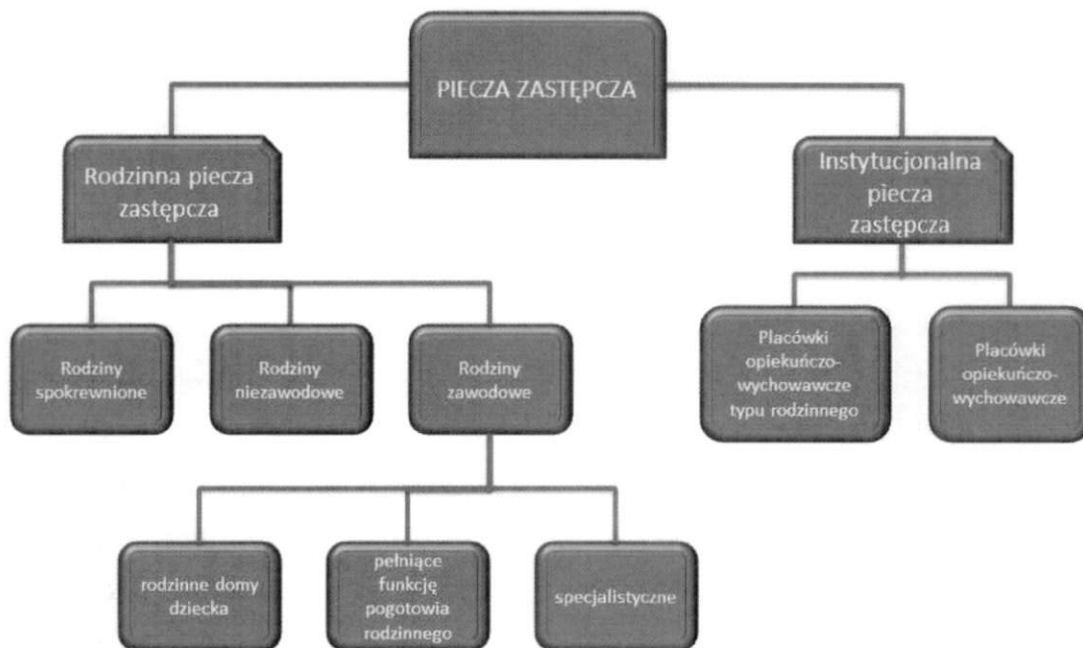 PIECZA ZASTĘPCZA
Rodzinna piecza
zastępcza
Instytucjonalna
piecza
zastępcza
Rodziny
spokrewnione
Rodziny
niezawodowe
Rodziny
zawodowe
Placówki
opiekuńczo-
wychowawcze
typu rodzinnego
Placówki
opiekuńczo-
wychowawcze
rodzinne domy
dziecka
pełniące
funkcję
pogotowia
rodzinnego
specjalistyczne